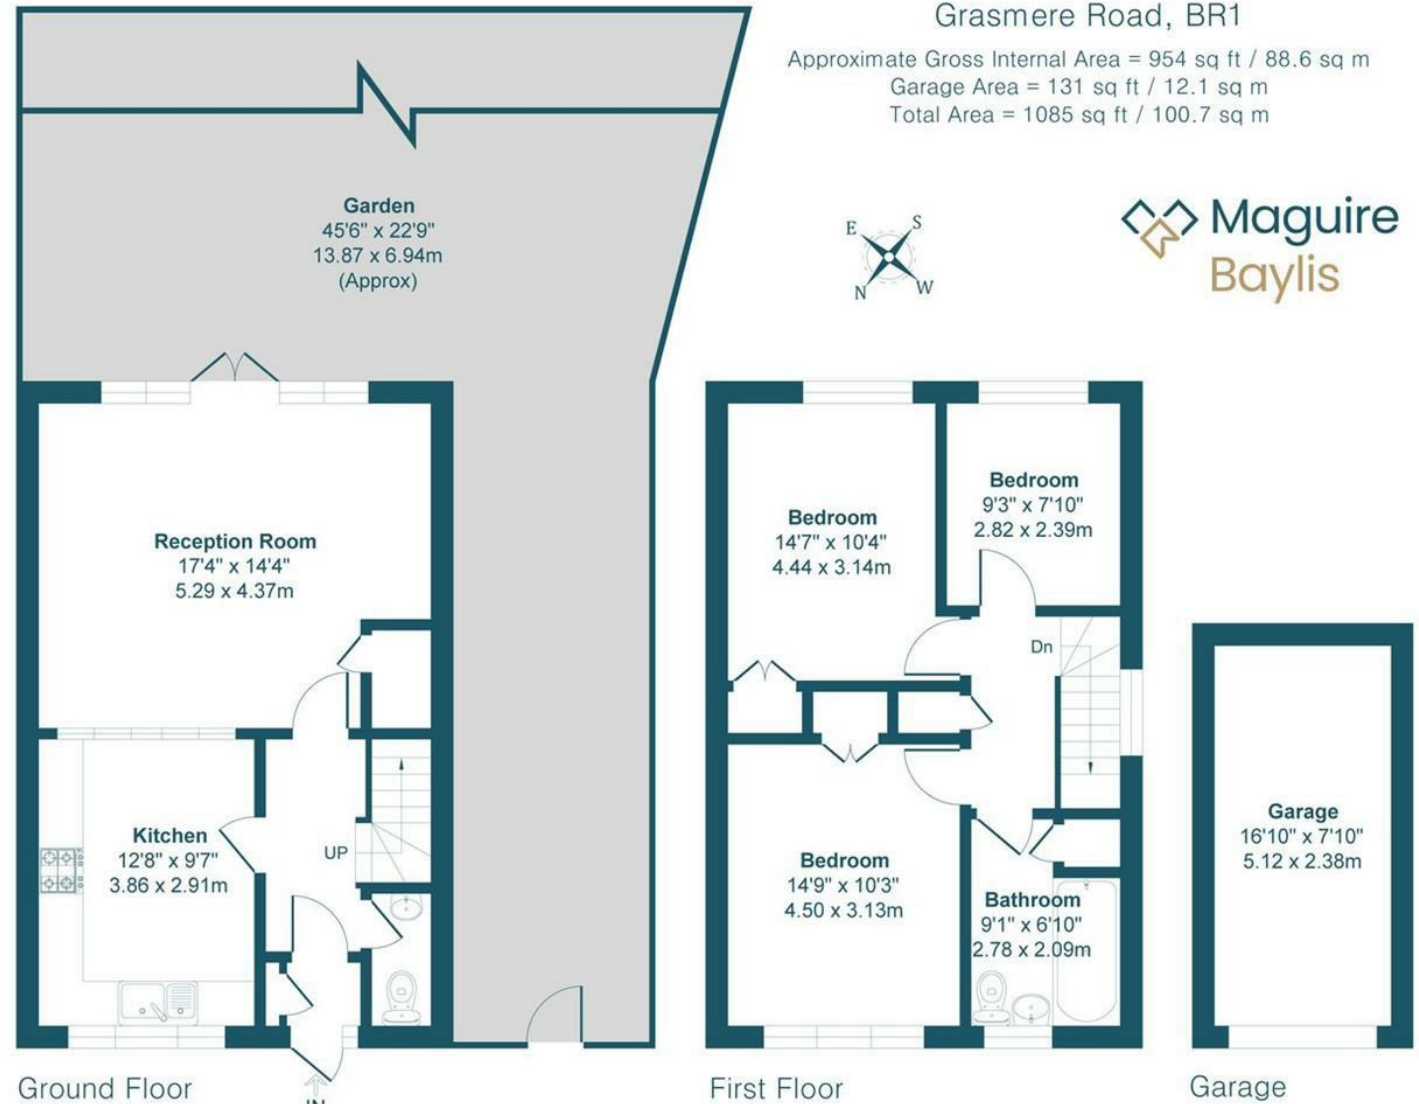 Grasmere Road, BR1
Approximate Gross Internal Area = 954 sq ft / 88.6 sq m
Garage Area = 131 sq ft / 12.1 sq m
Total Area = 1085 sq ft / 100.7 sq m
Maguire
Baylis
E
S
N
W
Garden
45'6" x 22'9"
13.87 x 6.94m
(Approx)
Reception Room
17'4" x 14'4"
5.29 x 4.37m
Kitchen
12'8" x 9'7"
3.86 x 2.91m
UP
IN
Ground Floor
Bedroom
14'7" x 10'4"
4.44 x 3.14m
Bedroom
9'3" x 7'10"
2.82 x 2.39m
Dn
Bedroom
14'9" x 10'3"
4.50 x 3.13m
Bathroom
9'1" x 6'10"
2.78 x 2.09m
First Floor
Garage
16'10" x 7'10"
5.12 x 2.38m
Garage